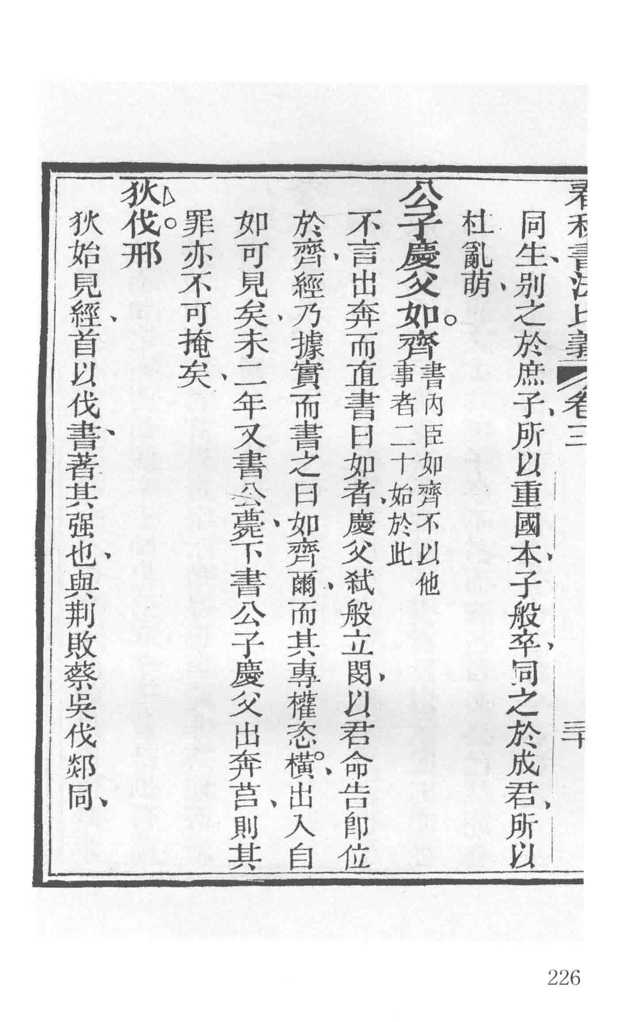 春秋書法比義 卷三 三十
同生別之於庶子所以重國本子般卒同之於成君所以
杜亂萌
公子慶父如齊書內臣如齊不以他事者二十始於此
不言出奔而直書曰如者慶父弒般立閔以君命告卽位
於齊經乃據實而書之曰如齊爾而其專權恣橫出入自
如可見矣未二年又書公薨下書公子慶父出奔莒則其
罪亦不可掩矣
狄伐邢
狄始見經首以伐書著其强也與荆敗蔡吳伐郯同
226